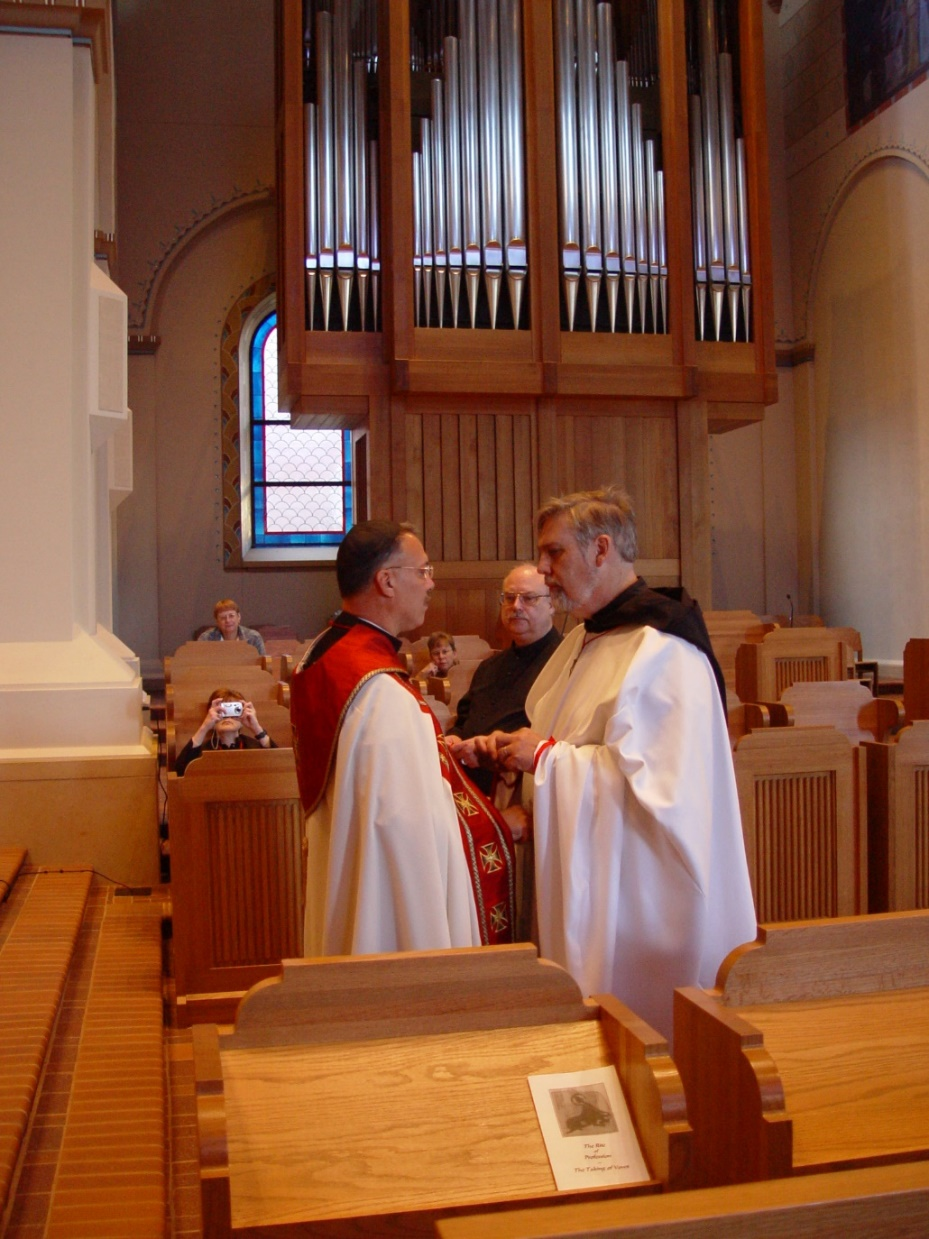 The Rite
of
Profession
The Taking of Vows